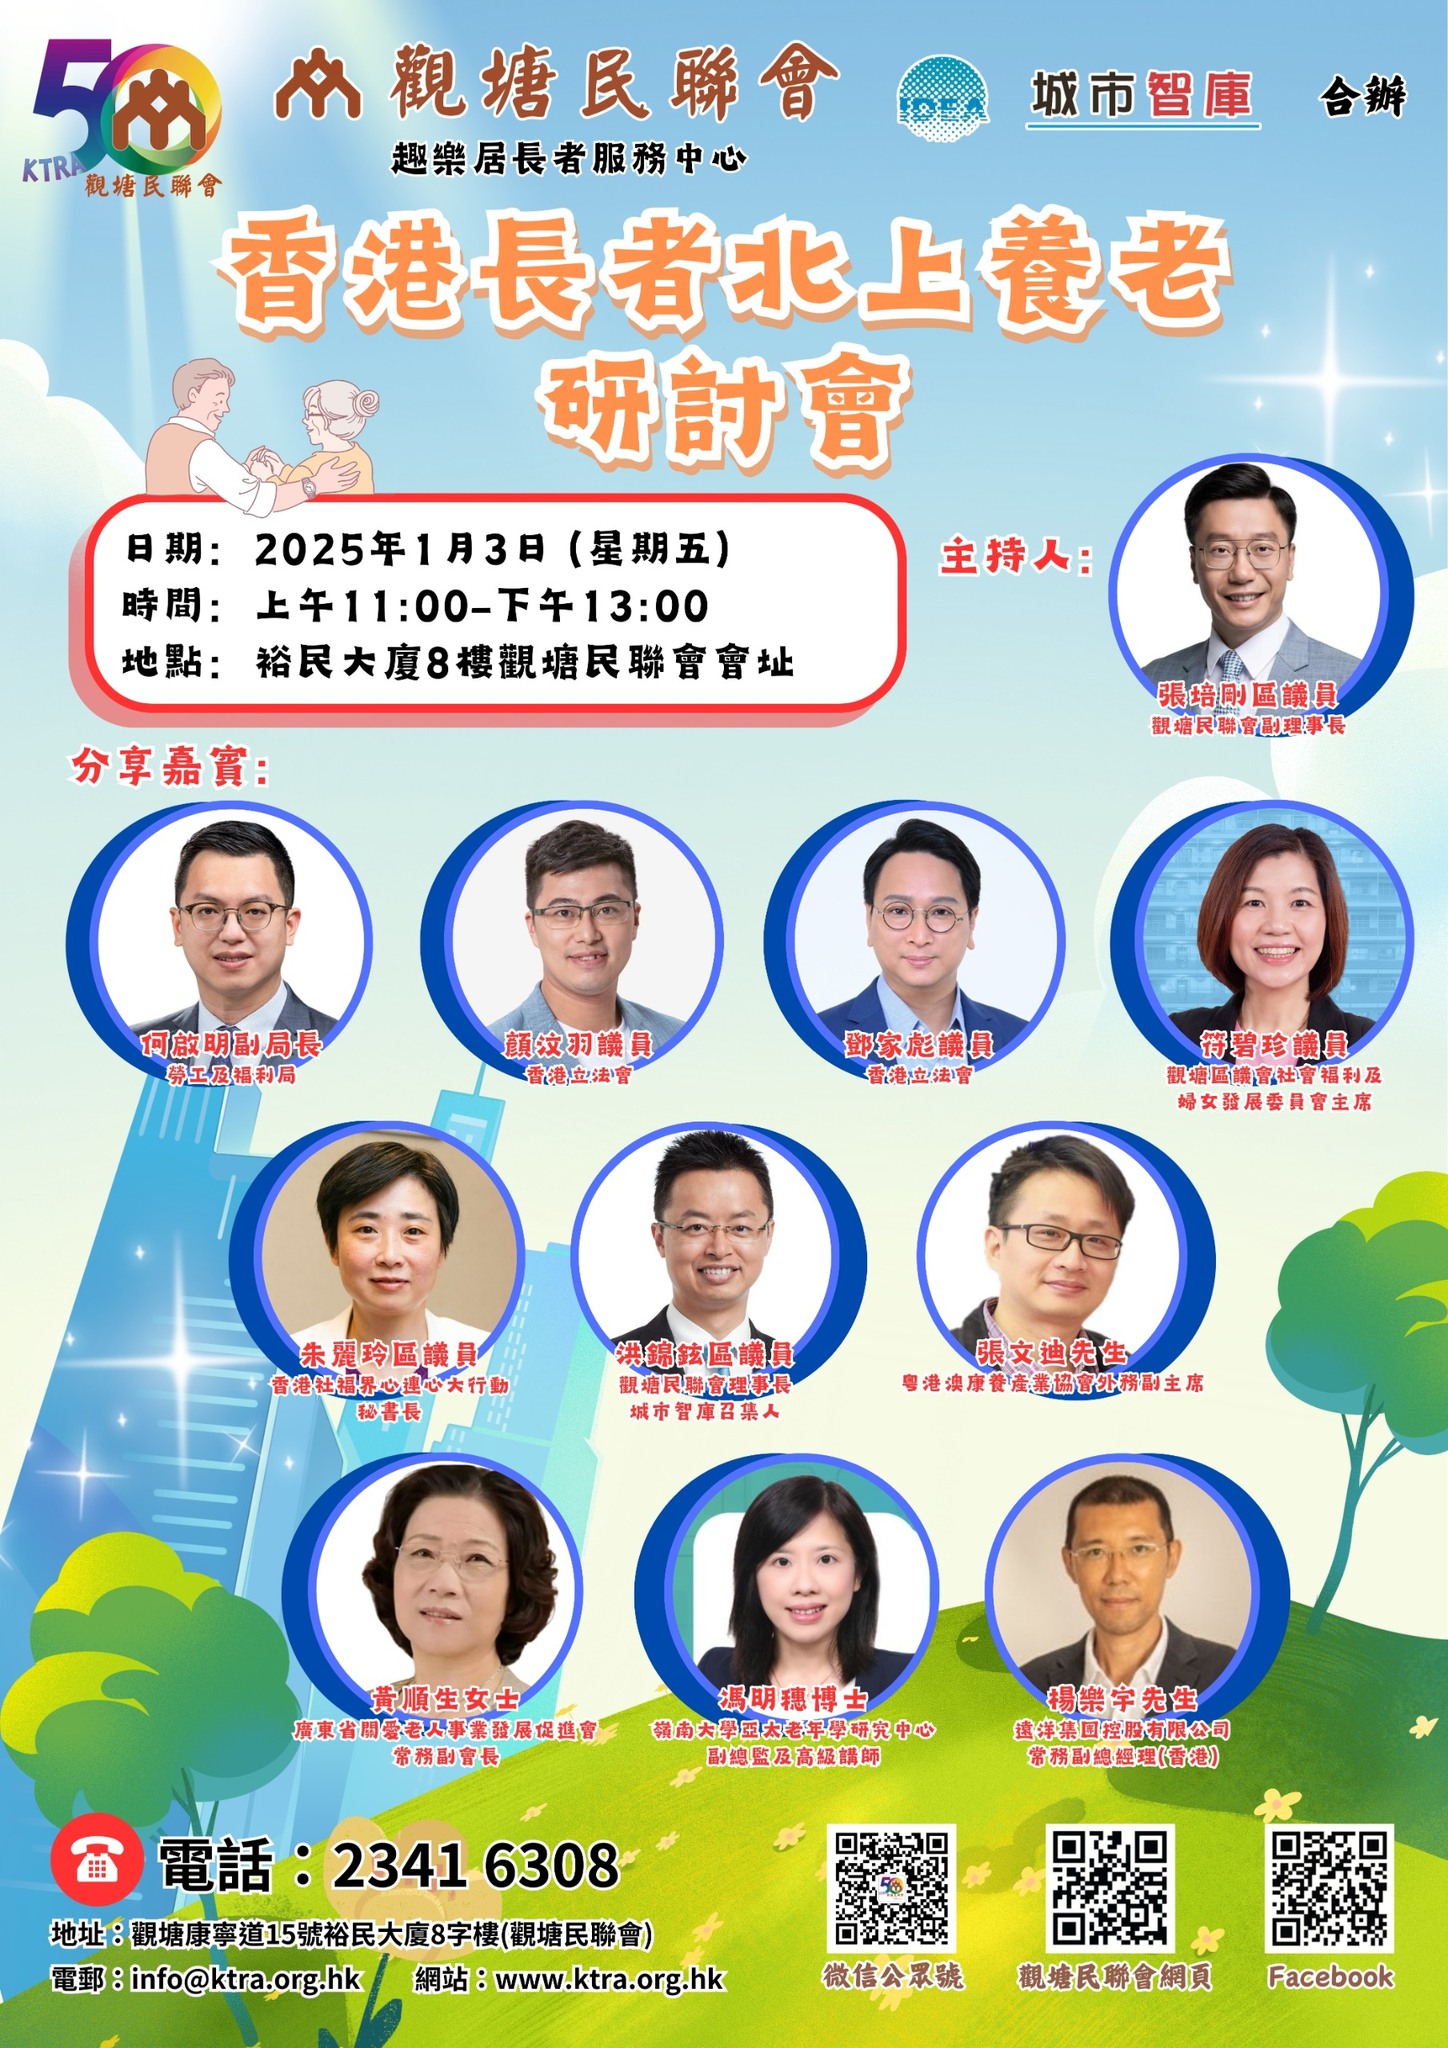 50
KTRA
觀塘民聯會
觀塘民聯會
趣樂居長者服務中心
IDEA
城市智庫
合辦
香港長者北上養老
研討會
日期: 2025年1月3日 (星期五)
時間: 上午11:00-下午13:00
地點: 裕民大廈8樓觀塘民聯會會址
主持人:
張培剛區議員
觀塘民聯會副理事長
分享嘉賓:
何啟明副局長
勞工及福利局
顏汶羽議員
香港立法會
鄧家彪議員
香港立法會
符碧珍議員
觀塘區議會社會福利及
婦女發展委員會主席
朱麗玲區議員
香港社福界心連心大行動
秘書長
洪錦鉉區議員
觀塘民聯會理事長
城市智庫召集人
張文迪先生
粵港澳康養產業協會外務副主席
黃順生女士
廣東省關愛老人事業發展促進會
常務副會長
馮明穗博士
嶺南大學亞太老年學研究中心
副總監及高級講師
楊樂宇先生
遠洋集團控股有限公司
常務副總經理(香港)
電話：2341 6308
地址：觀塘康寧道15號裕民大廈8字樓(觀塘民聯會)
電郵：info@ktra.org.hk 網站：www.ktra.org.hk
微信公眾號
觀塘民聯會網頁
Facebook